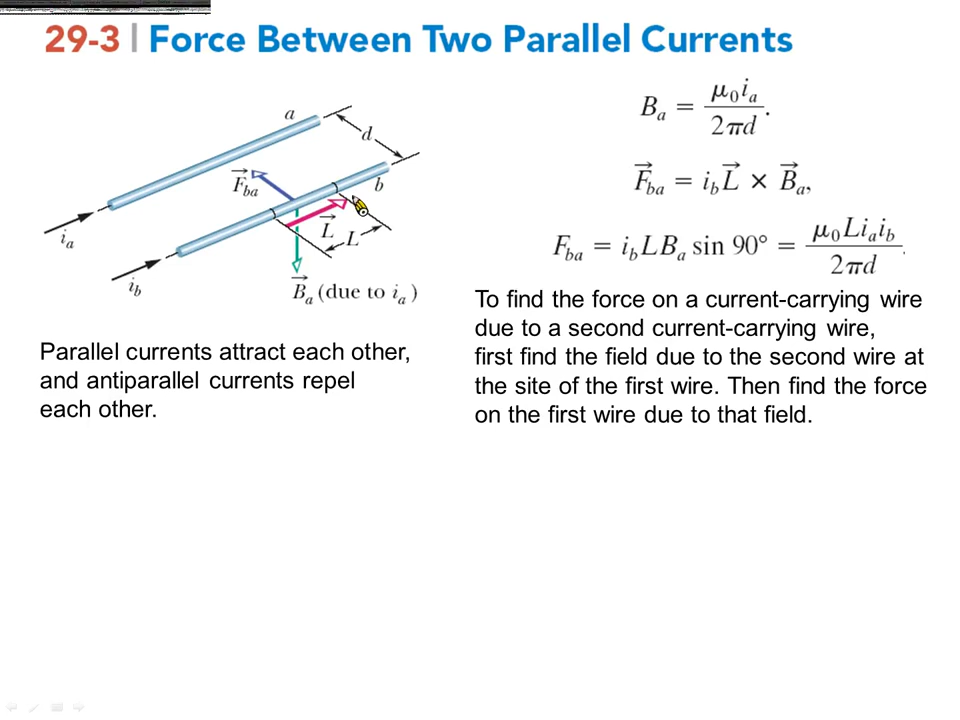 29-3 | Force Between Two Parallel Currents
a
d
F⃗ba
b
L⃗
L
ia
ib
B⃗a (due to ia)
Parallel currents attract each other,
and antiparallel currents repel
each other.
Ba = μ0ia / 2πd .
F⃗ba = ibL⃗ × B⃗a,
Fba = ibLBa sin 90° = μ0Liaib / 2πd .
To find the force on a current-carrying wire
due to a second current-carrying wire,
first find the field due to the second wire at
the site of the first wire. Then find the force
on the first wire due to that field.